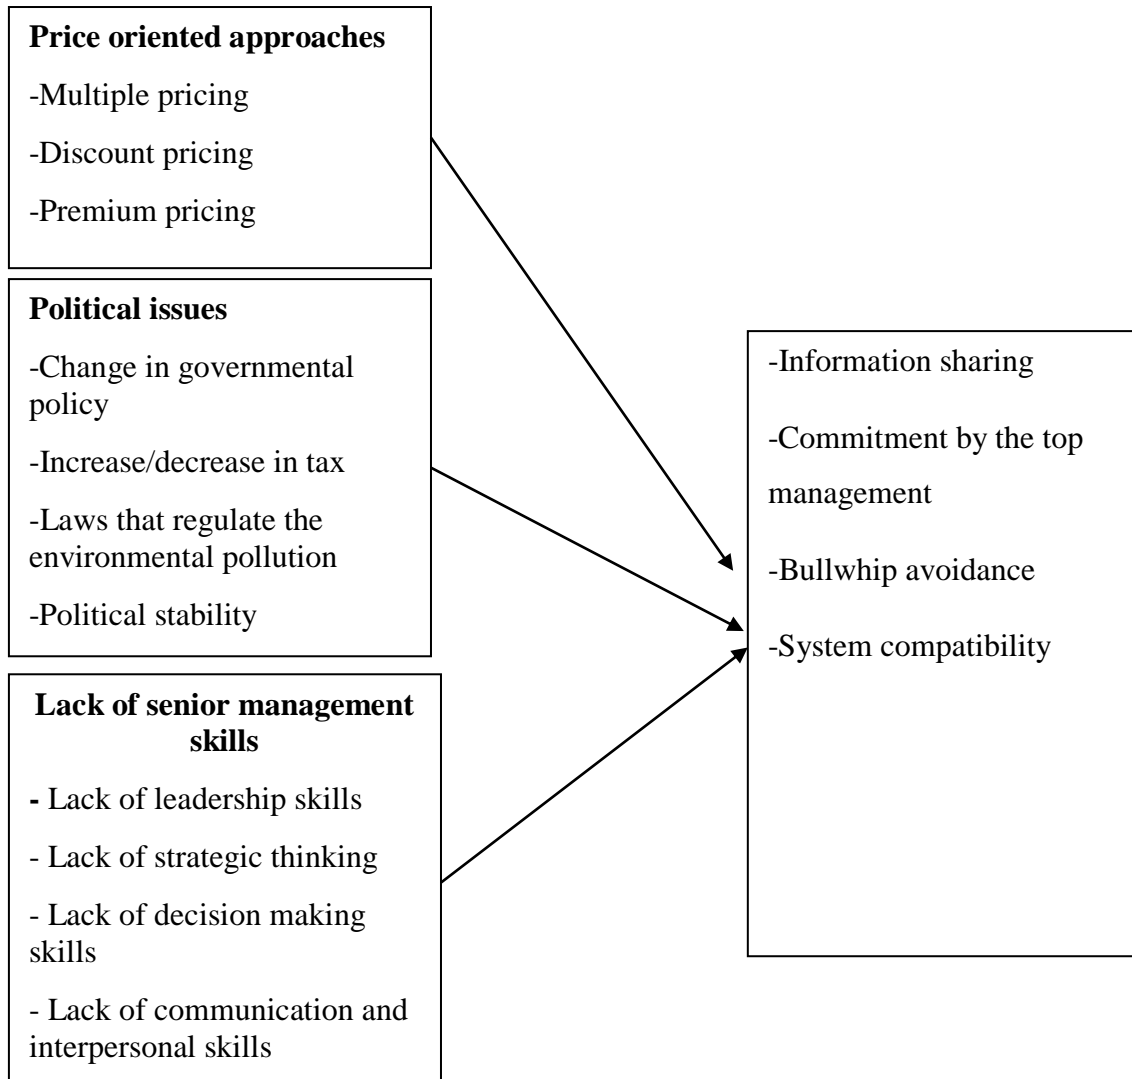 Price oriented approaches
-Multiple pricing
-Discount pricing
-Premium pricing
Political issues
-Change in governmental
policy
-Increase/decrease in tax
-Laws that regulate the
environmental pollution
-Political stability
Lack of senior management
skills
- Lack of leadership skills
- Lack of strategic thinking
- Lack of decision making
skills
- Lack of communication and
interpersonal skills
-Information sharing
-Commitment by the top
management
-Bullwhip avoidance
-System compatibility